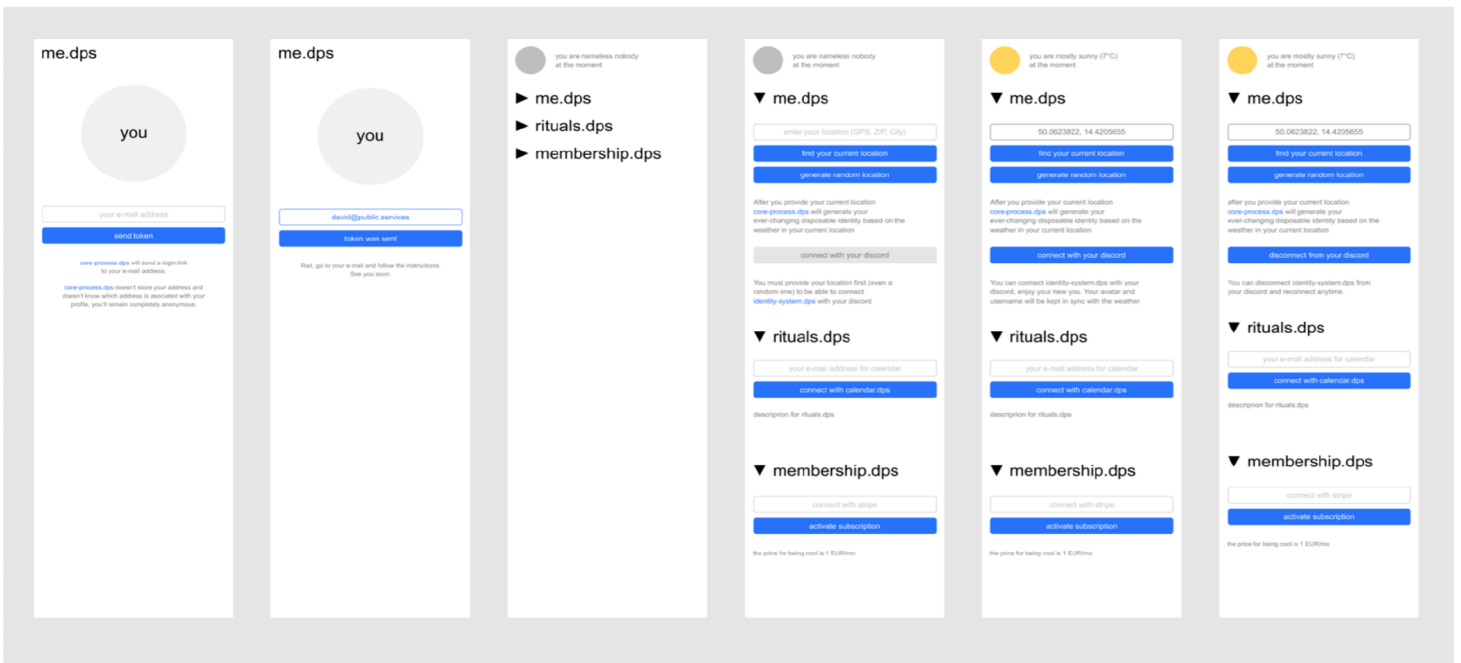 me.dps
you
your e-mail address
send token
core-process.dps will send a login link
to your e-mail address.
core-process.dps doesn't store your address and
doesn't know which address is asociated with your
profile, you'll remain completely anonymous.
me.dps
you
david@public.services
token was sent
Rad, go to your e-mail and follow the instructions.
See you soon.
you are nameless nobody
at the moment
► me.dps
► rituals.dps
► membership.dps
you are nameless nobody
at the moment
▼ me.dps
enter your location (GPS, ZIP, City)
find your current location
generate random location
After you provide your current location
core-process.dps will generate your
ever-changing disposable identity based on the
weather in your current location
connect with your discord
You must provide your location first (even a
random one) to be able to connect
identity-system.dps with your discord
▼ rituals.dps
your e-mail address for calendar
connect with calendar.dps
descriprion for rituals.dps
▼ membership.dps
connect with stripe
activate subscription
the price for being cool is 1 EUR/mo
you are mostly sunny (7°C)
at the moment
▼ me.dps
50.0623822, 14.4205655
find your current location
generate random location
After you provide your current location
core-process.dps will generate your
ever-changing disposable identity based on the
weather in your current location
connect with your discord
You can connect identity-system.dps with your
discord, enjoy your new you. Your avatar and
username will be kept in sync with the weather.
▼ rituals.dps
your e-mail address for calendar
connect with calendar.dps
descriprion for rituals.dps
▼ membership.dps
connect with stripe
activate subscription
the price for being cool is 1 EUR/mo
you are mostly sunny (7°C)
at the moment
▼ me.dps
50.0623822, 14.4205655
find your current location
generate random location
after you provide your current location
core-process.dps will generate your
ever-changing disposable identity based on the
weather in your current location
disconnect from your discord
You can disconnect identity-system.dps from
your discord and reconnect anytime.
▼ rituals.dps
your e-mail address for calendar
connect with calendar.dps
descriprion for rituals.dps
▼ membership.dps
connect with stripe
activate subscription
the price for being cool is 1 EUR/mo